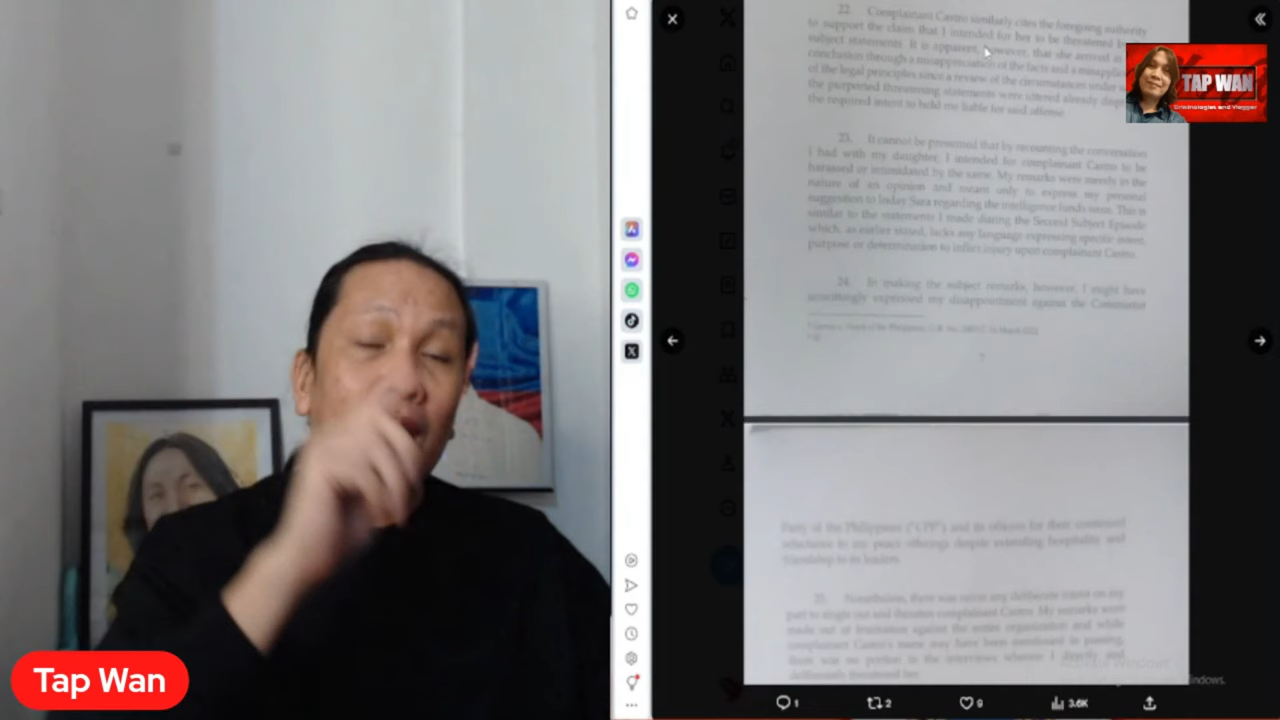 22 Complainant Castro similarly cites the foregoing authority
to support the claim that I intended for her to be threatened
subject statements. It is apparent, however, that she arrived
conclusion through a misappreciation of the facts and a
of the legal principles since a review of the circumstances under
the purported threatening statements were uttered already
the required intent to hold me liable for said offense
TAP WAN
Criminologist and Vlogger
23. It cannot be presumed that by recounting the conversation
I had with my daughter, I intended for complainant Castro to be
harassed or intimidated by the same. My remarks were merely in the
nature of an opinion and meant only to express my personal
suggestion to Inday Sara regarding the intelligence funds issue. This is
similar to the statements I made during the Second Subject Episode
which, as earlier stated, lacks any language expressing specific intent,
purpose or determination to inflict injury upon complainant Castro.
24. In making the subject remarks, however, I might have
unwittingly expressed my disappointment against the Communist
7
Party of the Philippines ("CPP") and its officers for their continued
reluctance to my peace offerings despite extending hospitality and
friendship to its leaders.
25. Nonetheless, there was never any deliberate intent on my
part to single out and threaten complainant Castro. My remarks were
made out of frustration against the entire organization and while
complainant Castro's name may have been mentioned in passing,
there was no portion in the interviews wherein I directly and
deliberately threatened her.
Tap Wan
1
2
9
3.6K